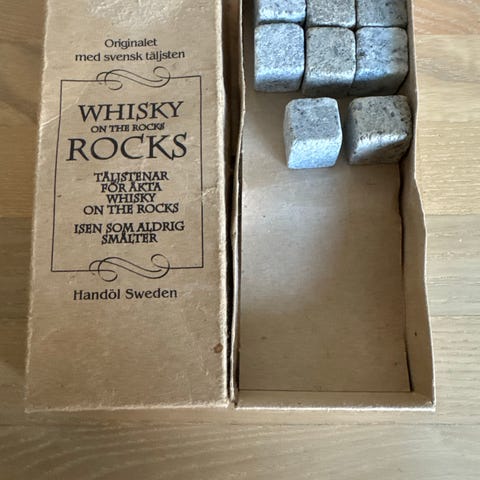 Originalet
med svensk täljsten
WHISKY
ON THE ROCKS
ROCKS
TÄLJSTENAR
FÖR ÄKTA
WHISKY
ON THE ROCKS
ISEN SOM ALDRIG
SMÄLTER
Handöl Sweden